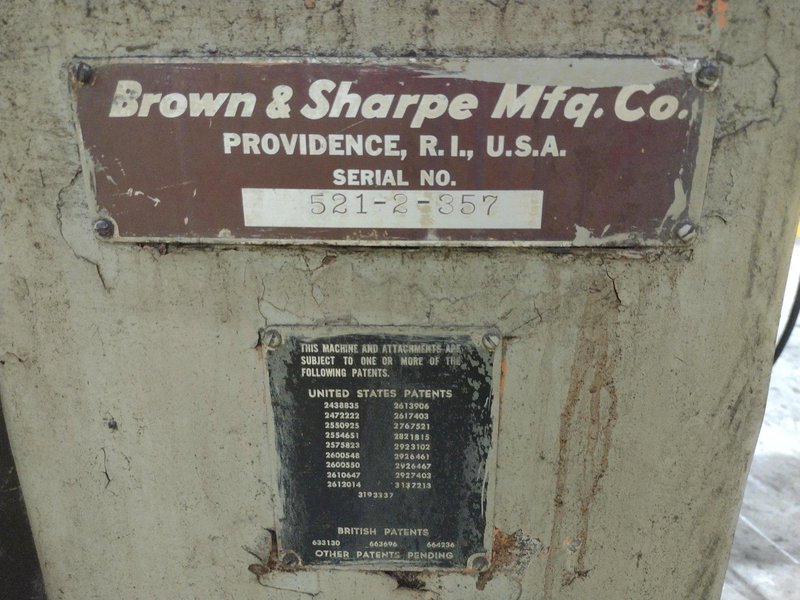 Brown & Sharpe Mfg. Co.
PROVIDENCE, R.I., U.S.A.
SERIAL NO.
521-2-357
THIS MACHINE AND ATTACHMENTS ARE
SUBJECT TO ONE OR MORE OF THE
FOLLOWING PATENTS.
UNITED STATES PATENTS
2438835 2613906
2472222 2617403
2550925 2767521
2554651 2821815
2575823 2923102
2600548 2926461
2600550 2926467
2610647 2927403
2612014 3137213
3193337
BRITISH PATENTS
633130 663696 664236
OTHER PATENTS PENDING